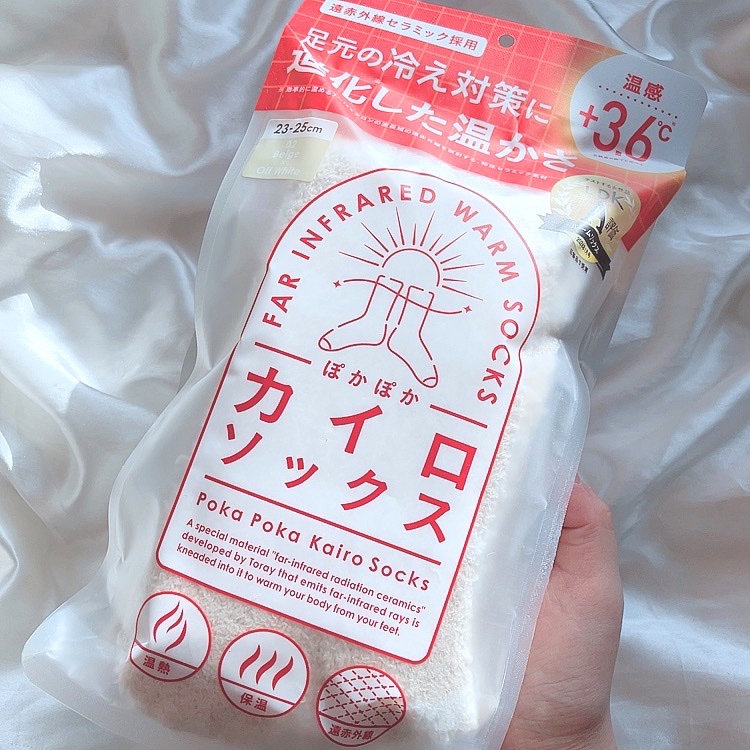 遠赤外線セラミック採用
足元の冷え対策に
進化した温かさ
温感
+3.6℃
23-25cm
Beige
Off White
FAR INFRARED WARM SOCKS
ぽかぽか
カイロ
ソックス
Poka Poka Kairo Socks
A special material "far-infrared radiation ceramics"
developed by Toray that emits far-infrared rays is
kneaded into it to warm your body from your feet.
温熱
保温
遠赤外線